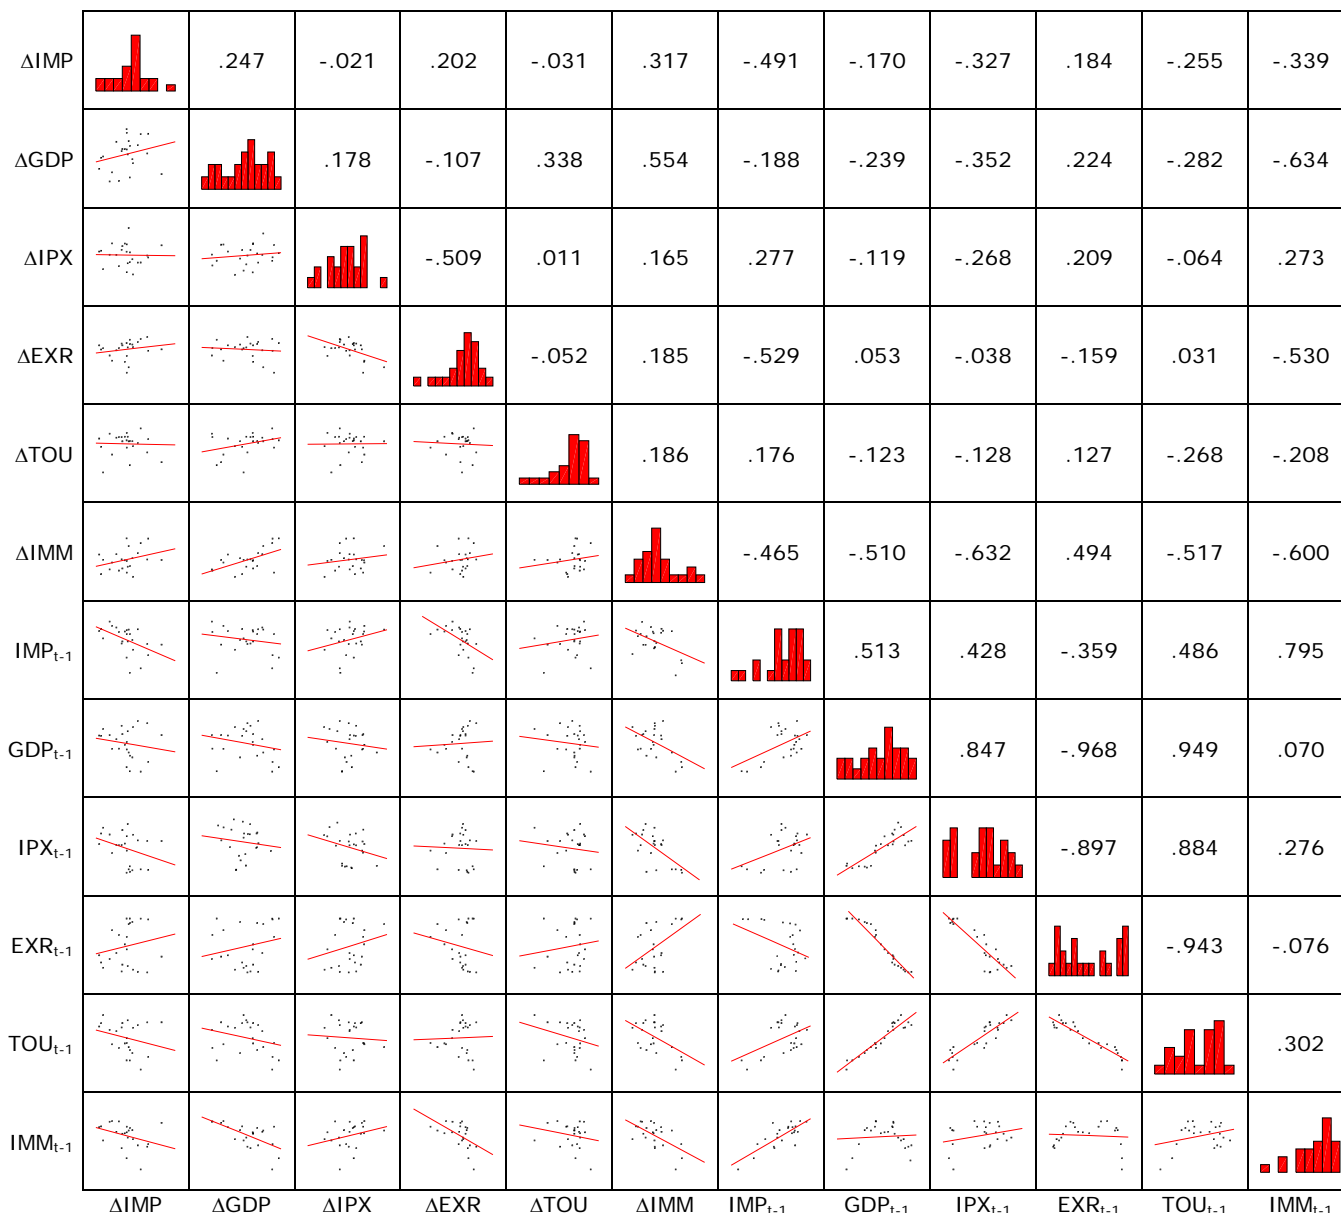 ΔIMP .247 -.021 .202 -.031 .317 -.491 -.170 -.327 .184 -.255 -.339
ΔGDP .178 -.107 .338 .554 -.188 -.239 -.352 .224 -.282 -.634
ΔIPX -.509 .011 .165 .277 -.119 -.268 .209 -.064 .273
ΔEXR -.052 .185 -.529 .053 -.038 -.159 .031 -.530
ΔTOU .186 .176 -.123 -.128 .127 -.268 -.208
ΔIMM -.465 -.510 -.632 .494 -.517 -.600
IMPt-1 .513 .428 -.359 .486 .795
GDPt-1 .847 -.968 .949 .070
IPXt-1 -.897 .884 .276
EXRt-1 -.943 -.076
TOUt-1 .302
IMMt-1
ΔIMP ΔGDP ΔIPX ΔEXR ΔTOU ΔIMM IMPt-1 GDPt-1 IPXt-1 EXRt-1 TOUt-1 IMMt-1